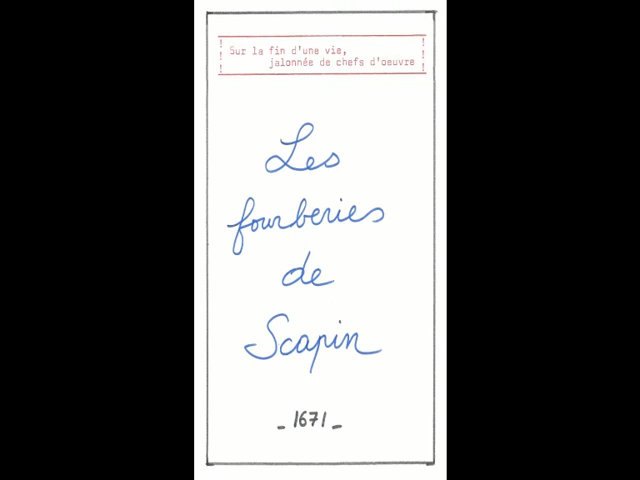 Sur la fin d'une vie,
jalonnée de chefs d'oeuvre
Les
fourberies
de
Scapin
_ 1671 _